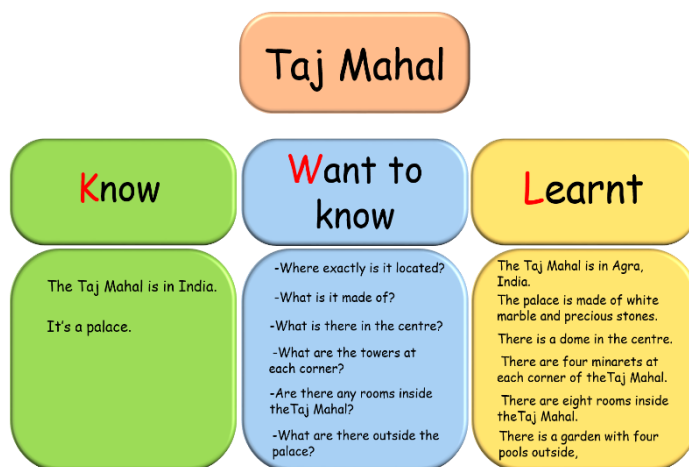 Taj Mahal
Know
Want to
know
Learnt
The Taj Mahal is in India.
It's a palace.
-Where exactly is it located?
-What is it made of?
-What is there in the centre?
-What are the towers at
each corner?
-Are there any rooms inside
theTaj Mahal?
-What are there outside the
palace?
The Taj Mahal is in Agra,
India.
The palace is made of white
marble and precious stones.
There is a dome in the centre.
There are four minarets at
each corner of theTaj Mahal.
There are eight rooms inside
theTaj Mahal.
There is a garden with four
pools outside,